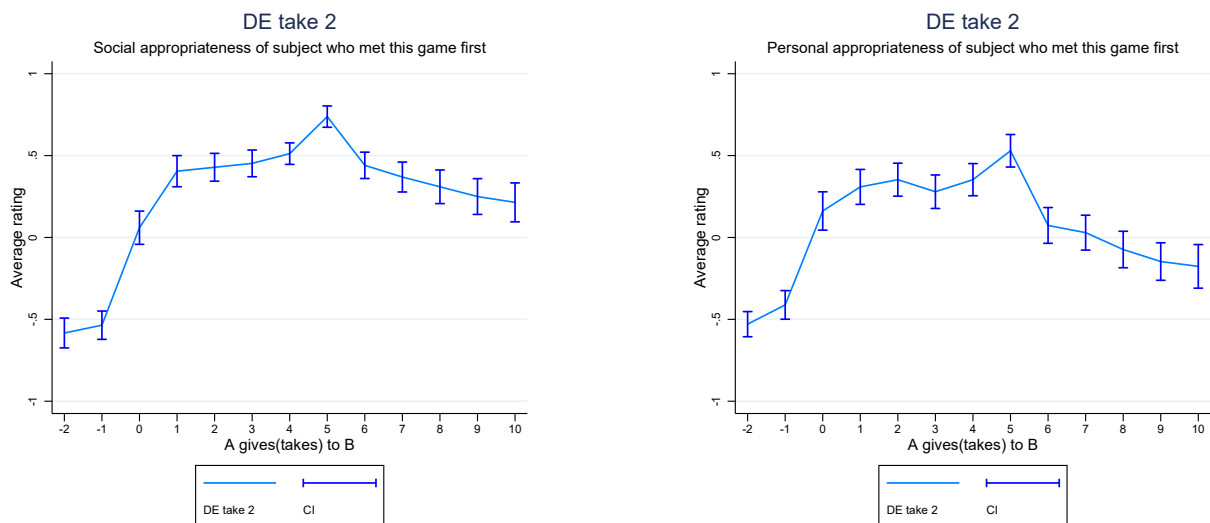 DE take 2
Social appropriateness of subject who met this game first
Average rating
1
.5
0
-.5
-1
-2 -1 0 1 2 3 4 5 6 7 8 9 10
A gives(takes) to B
DE take 2 CI
DE take 2
Personal appropriateness of subject who met this game first
Average rating
1
.5
0
-.5
-1
-2 -1 0 1 2 3 4 5 6 7 8 9 10
A gives(takes) to B
DE take 2 CI